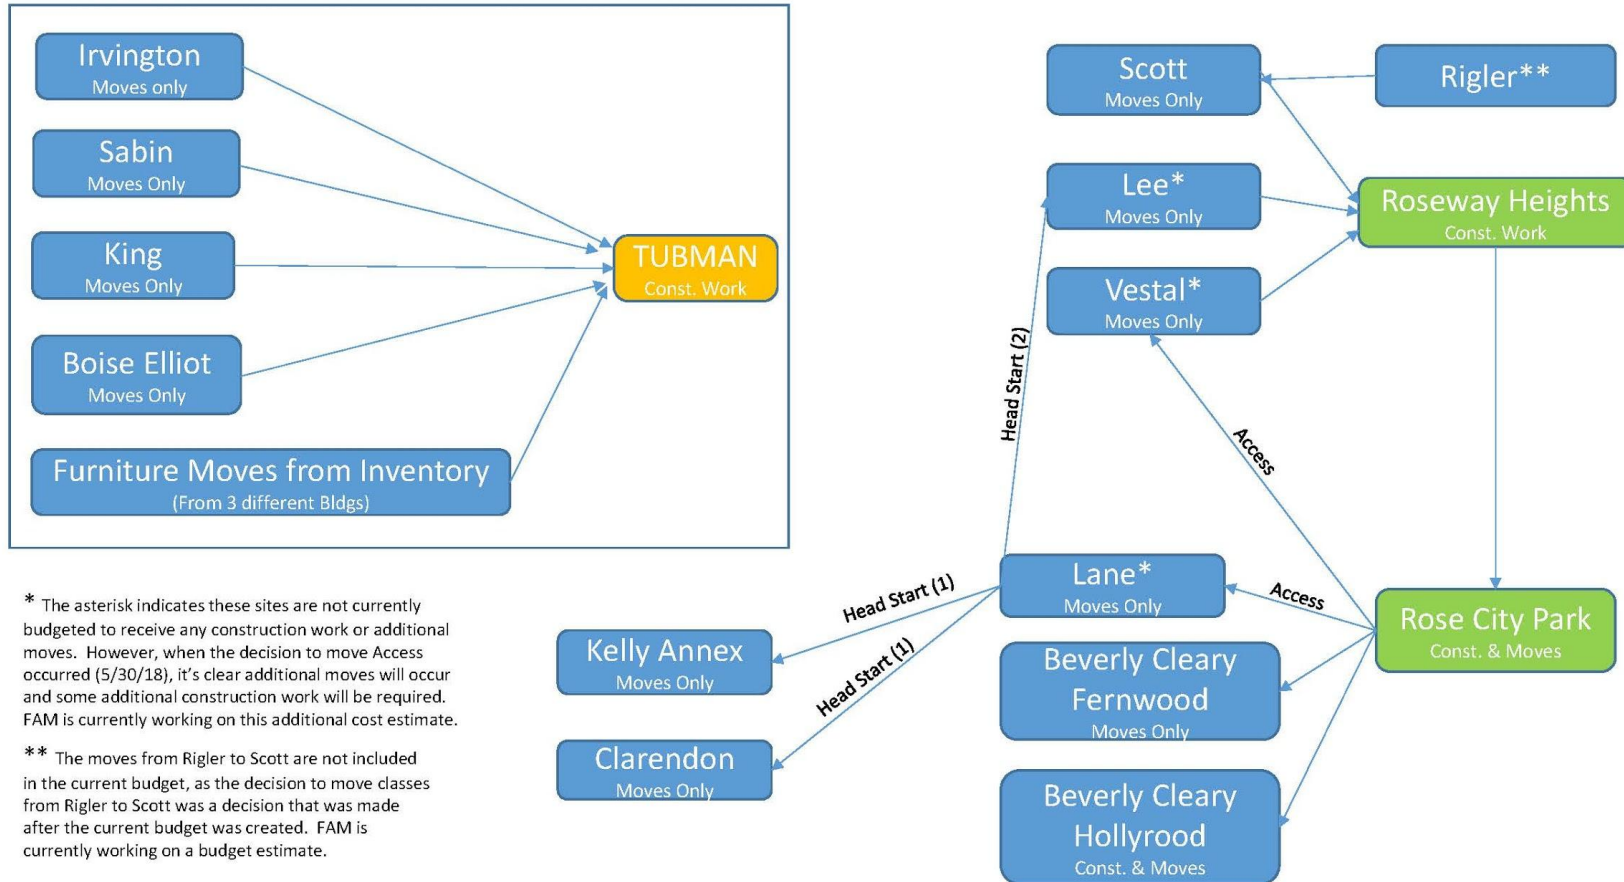 Irvington
Moves only
Sabin
Moves Only
King
Moves Only
Boise Elliot
Moves Only
Furniture Moves from Inventory
(From 3 different Bldgs)
TUBMAN
Const. Work
Scott
Moves Only
Rigler**
Lee*
Moves Only
Roseway Heights
Const. Work
Vestal*
Moves Only
Head Start (2)
Access
Lane*
Moves Only
Access
Rose City Park
Const. & Moves
Head Start (1)
Head Start (1)
Kelly Annex
Moves Only
Clarendon
Moves Only
Beverly Cleary
Fernwood
Moves Only
Beverly Cleary
Hollyrood
Const. & Moves
* The asterisk indicates these sites are not currently
budgeted to receive any construction work or additional
moves. However, when the decision to move Access
occurred (5/30/18), it's clear additional moves will occur
and some additional construction work will be required.
FAM is currently working on this additional cost estimate.
** The moves from Rigler to Scott are not included
in the current budget, as the decision to move classes
from Rigler to Scott was a decision that was made
after the current budget was created. FAM is
currently working on a budget estimate.